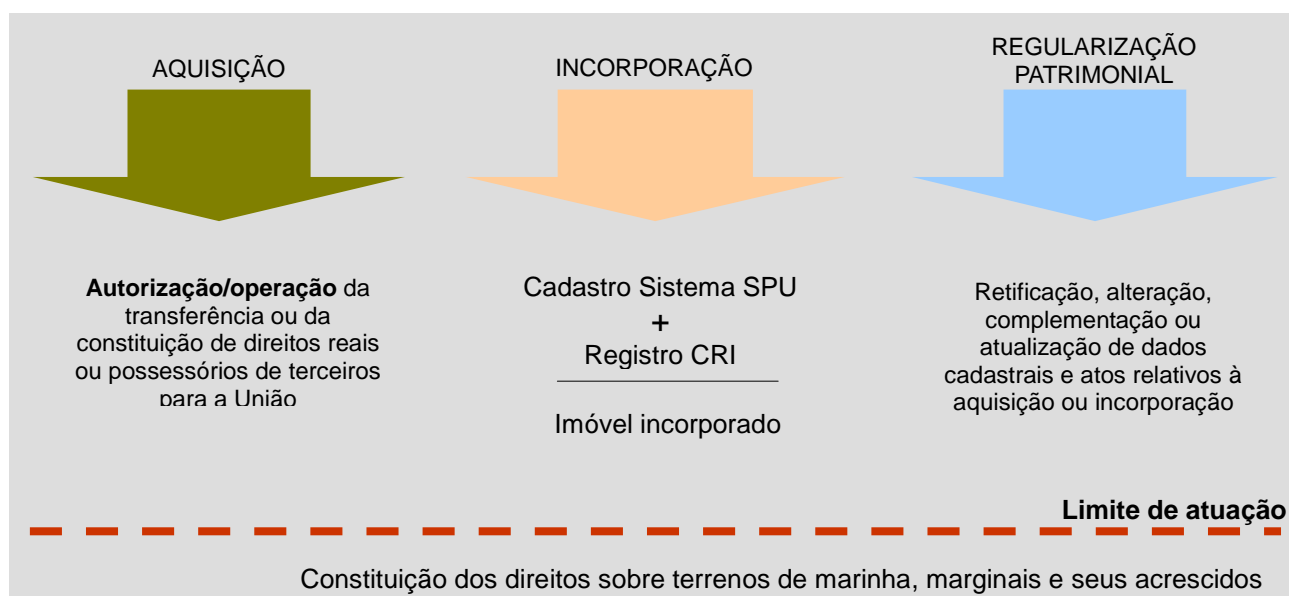 AQUISIÇÃO
Autorização/operação da
transferência ou da
constituição de direitos reais
ou possessórios de terceiros
para a União
INCORPORAÇÃO
Cadastro Sistema SPU
+
Registro CRI
Imóvel incorporado
REGULARIZAÇÃO
PATRIMONIAL
Retificação, alteração,
complementação ou
atualização de dados
cadastrais e atos relativos à
aquisição ou incorporação
Limite de atuação
Constituição dos direitos sobre terrenos de marinha, marginais e seus acrescidos